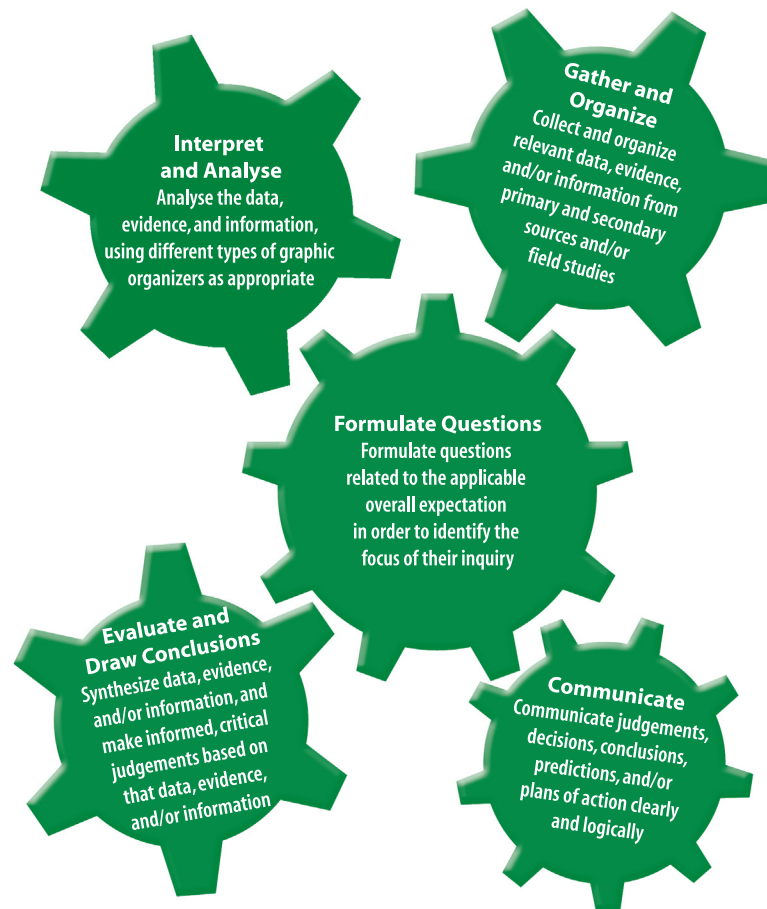 Interpret
and Analyse
Analyse the data,
evidence, and information,
using different types of graphic
organizers as appropriate
Gather and
Organize
Collect and organize
relevant data, evidence,
and/or information from
primary and secondary
sources and/or
field studies
Formulate Questions
Formulate questions
related to the applicable
overall expectation
in order to identify the
focus of their inquiry
Evaluate and
Draw Conclusions
Synthesize data, evidence,
and/or information, and
make informed, critical
judgements based on
that data, evidence,
and/or information
Communicate
Communicate judgements,
decisions, conclusions,
predictions, and/or
plans of action clearly
and logically